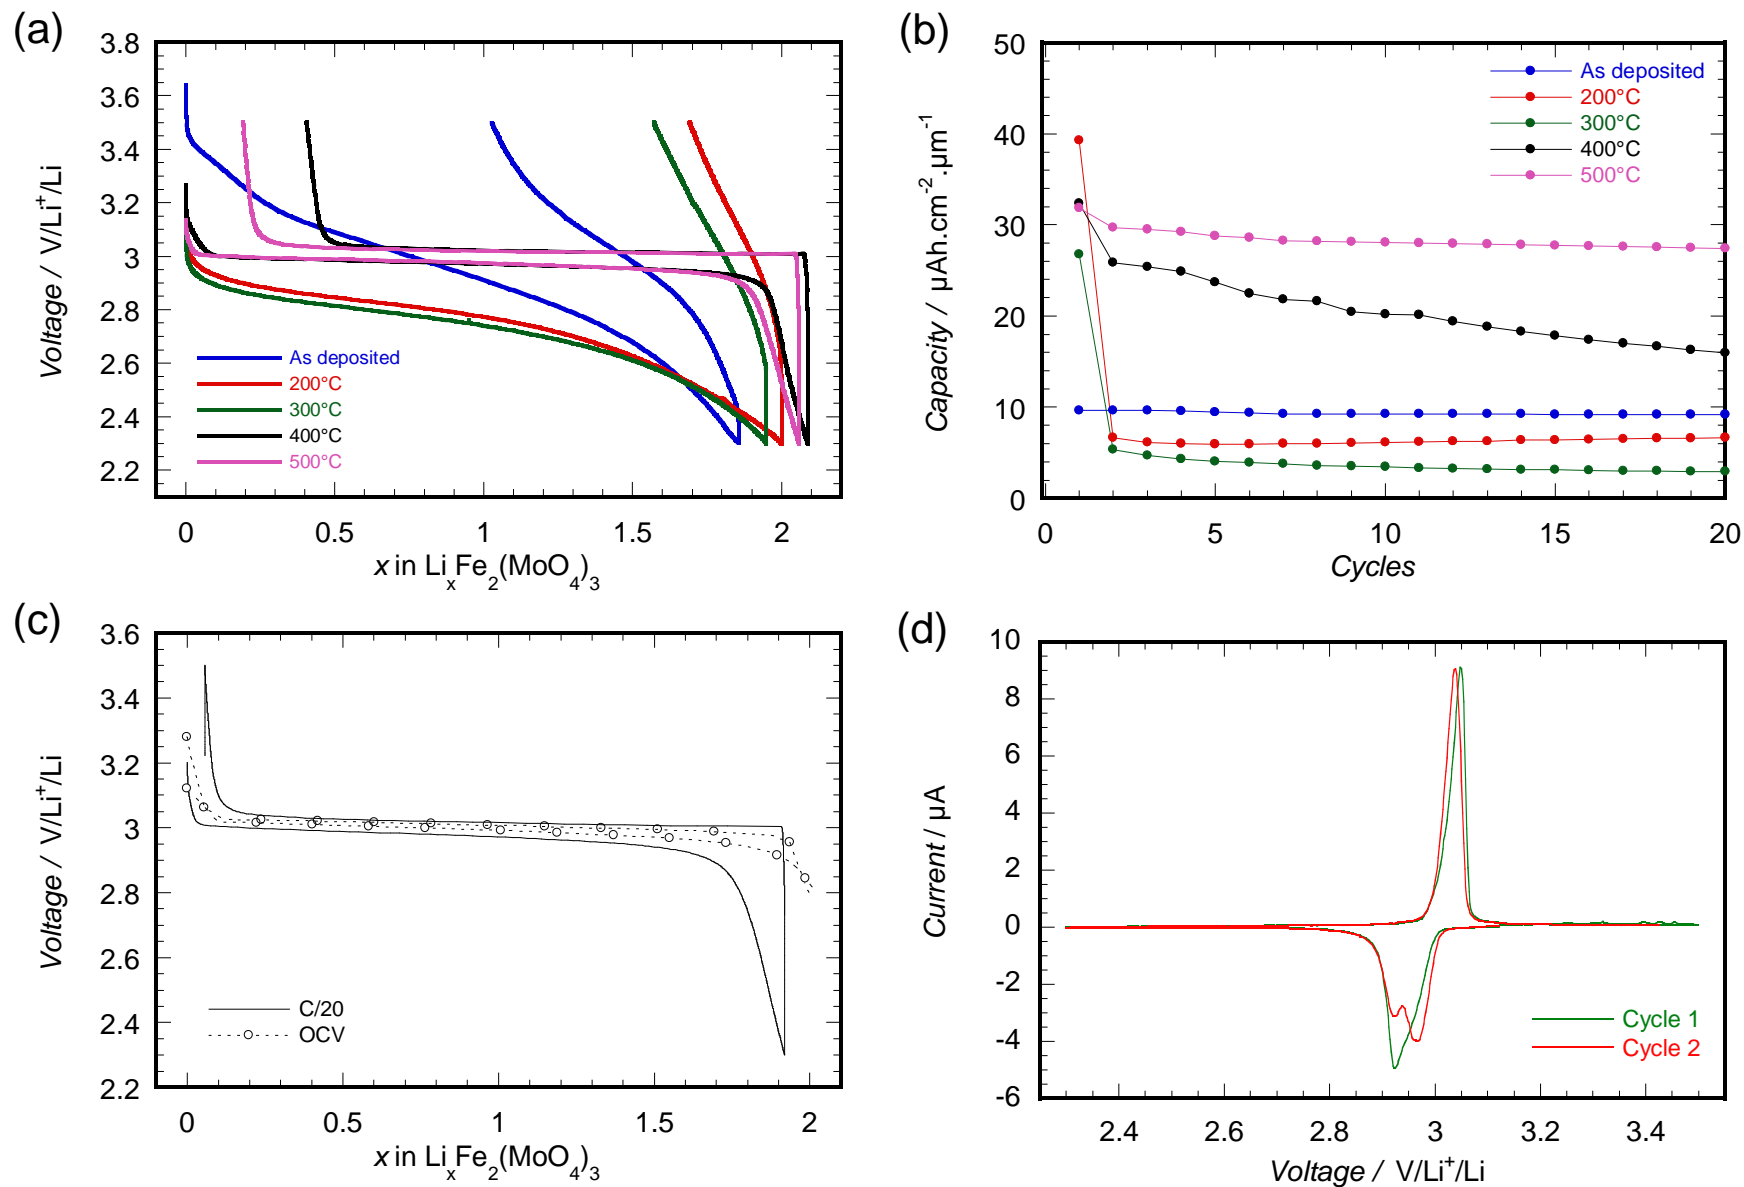 (a)
3.8
3.6
3.4
3.2
3
2.8
2.6
2.4
2.2
Voltage / V/Li⁺/Li
As deposited
200°C
300°C
400°C
500°C
0
0.5
1
1.5
2
x in LiₓFe₂(MoO₄)₃
(b)
50
40
30
20
10
0
Capacity / µAh.cm⁻².µm⁻¹
As deposited
200°C
300°C
400°C
500°C
0
5
10
15
20
Cycles
(c)
3.6
3.4
3.2
3
2.8
2.6
2.4
2.2
Voltage / V/Li⁺/Li
C/20
OCV
0
0.5
1
1.5
2
x in LiₓFe₂(MoO₄)₃
(d)
10
8
6
4
2
0
-2
-4
-6
Current / µA
Cycle 1
Cycle 2
2.4
2.6
2.8
3
3.2
3.4
Voltage / V/Li⁺/Li